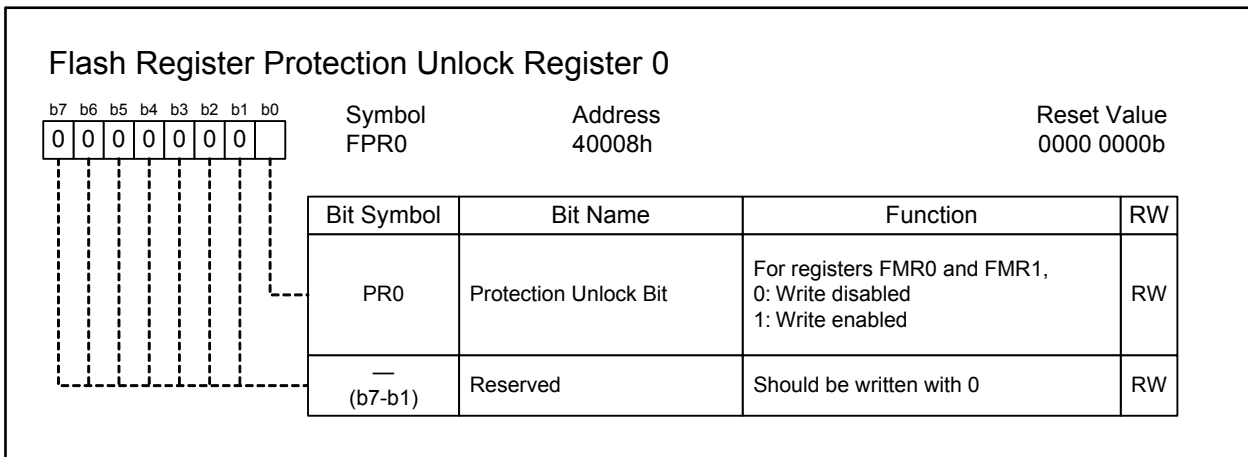 Flash Register Protection Unlock Register 0
b7 b6 b5 b4 b3 b2 b1 b0
0 0 0 0 0 0 0
Symbol Address Reset Value
FPR0 40008h 0000 0000b
Bit Symbol Bit Name Function RW
PR0 Protection Unlock Bit For registers FMR0 and FMR1,
0: Write disabled
1: Write enabled RW
— (b7-b1) Reserved Should be written with 0 RW